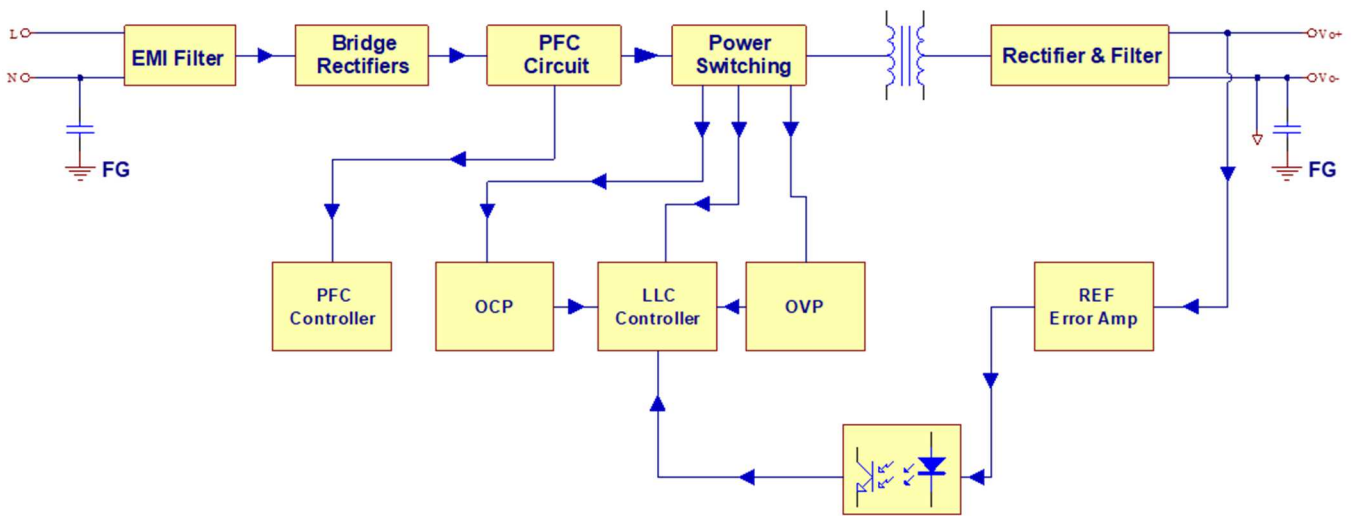 L
EMI Filter
Bridge
Rectifiers
PFC
Circuit
Power
Switching
Rectifier & Filter
Vo+
N
Vo-
FG
FG
PFC
Controller
OCP
LLC
Controller
OVP
REF
Error Amp